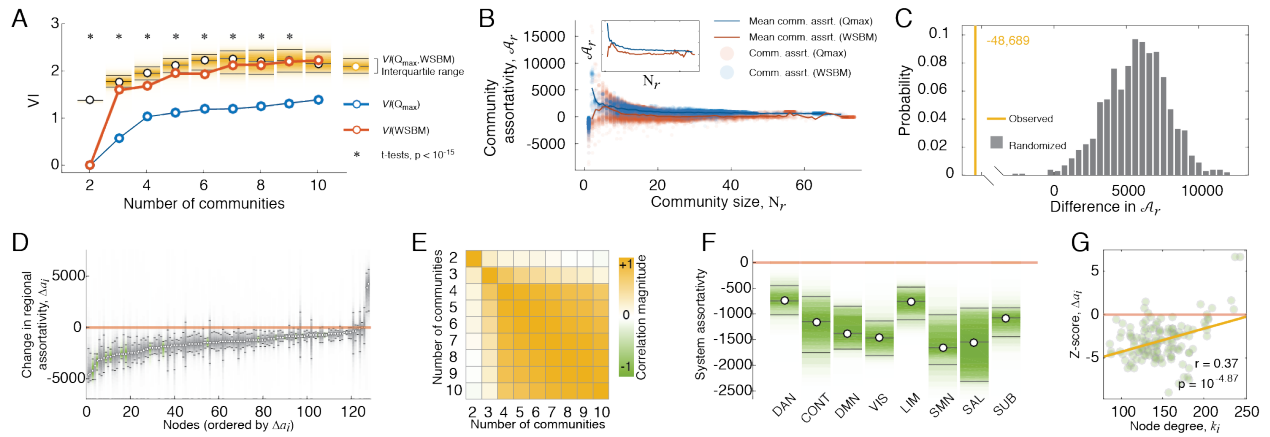 A
3
2
1
0
VI
* * * * * * * *
VI(Qmax,WSBM)
Interquartile range
VI(Qmax)
VI(WSBM)
* t-tests, p < 10-15
2 4 6 8 10
Number of communities
B
Community
assortativity, 𝒜r
15000
10000
5000
0
-5000
𝒜r
Nr
Mean comm. assrt. (Qmax)
Mean comm. assrt. (WSBM)
Comm. assrt. (Qmax)
Comm. assrt. (WSBM)
0 20 40 60
Community size, Nr
C
Probability
0.1
0.08
0.06
0.04
0.02
0
-48,689
Observed
Randomized
0 5000 10000
Difference in 𝒜r
D
Change in regional
assortativity, Δai
5000
0
-5000
0 20 40 60 80 100 120
Nodes (ordered by Δai)
E
Number of communities
2
3
4
5
6
7
8
9
10
2 3 4 5 6 7 8 9 10
Number of communities
+1
0
-1
Correlation magnitude
F
System assortativty
0
-500
-1000
-1500
-2000
-2500
DAN CONT DMN VIS LIM SMN SAL SUB
G
Z-score, Δai
5
0
-5
r = 0.37
p = 10-4.87
100 150 200 250
Node degree, ki